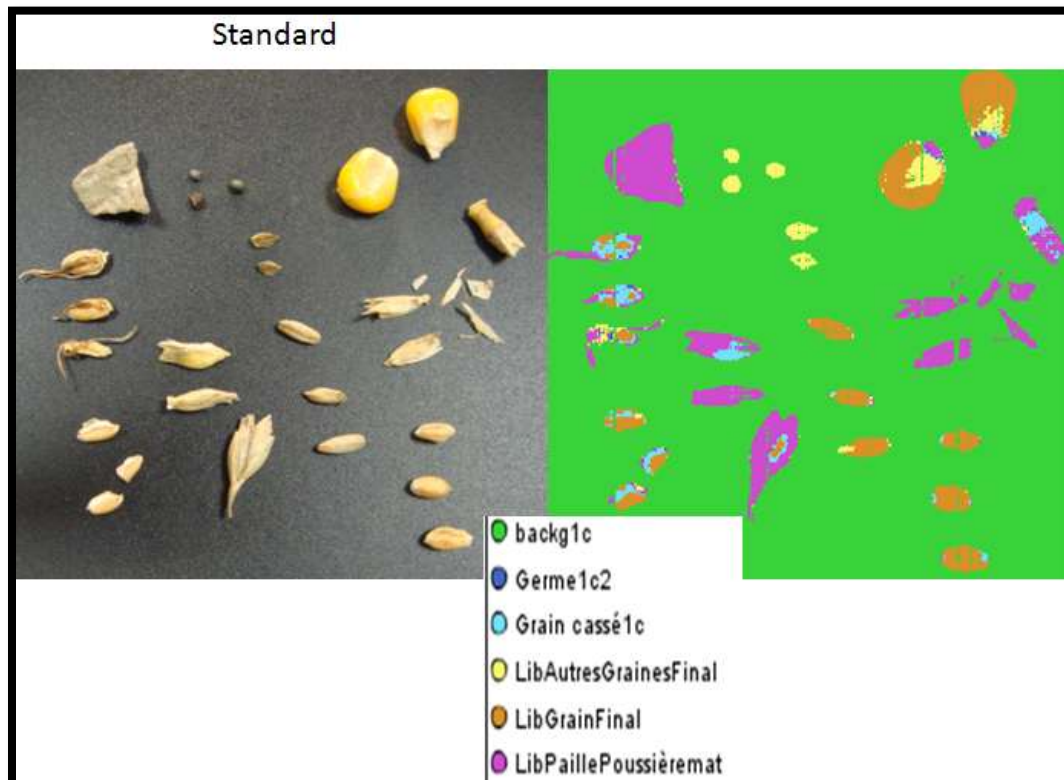 Standard
backg1c
Germe1c2
Grain cassé1c
LibAutresGrainesFinal
LibGrainFinal
LibPaillePoussièremat